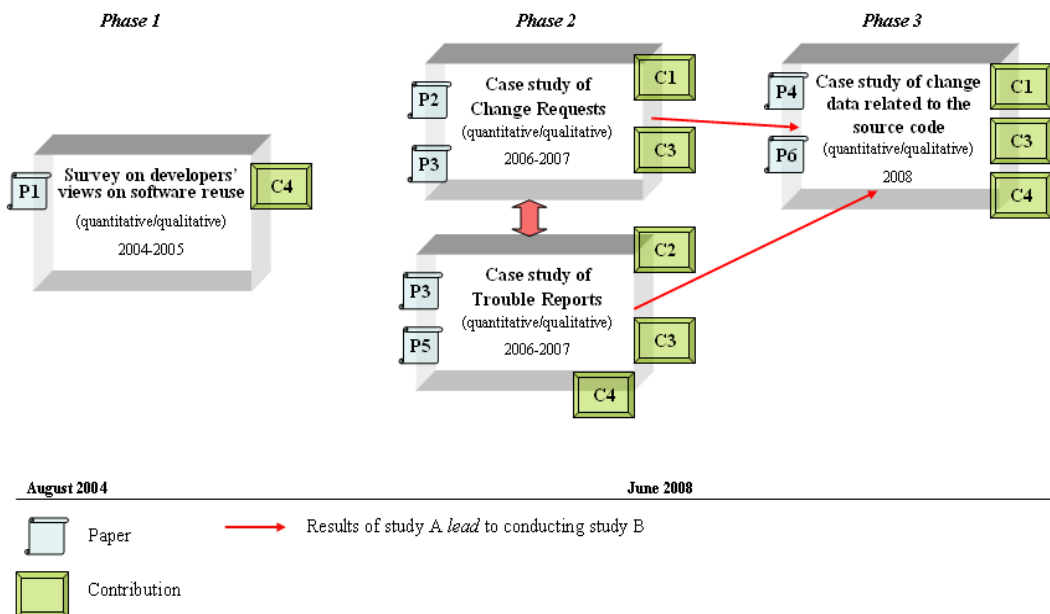 Phase 1
Phase 2
Phase 3
P1
Survey on developers'
views on software reuse
(quantitative/qualitative)
2004-2005
C4
P2
P3
Case study of
Change Requests
(quantitative/qualitative)
2006-2007
C1
C3
P3
P5
Case study of
Trouble Reports
(quantitative/qualitative)
2006-2007
C2
C3
C4
P4
P6
Case study of change
data related to the
source code
(quantitative/qualitative)
2008
C1
C3
C4
August 2004
June 2008
Paper
Results of study A lead to conducting study B
Contribution